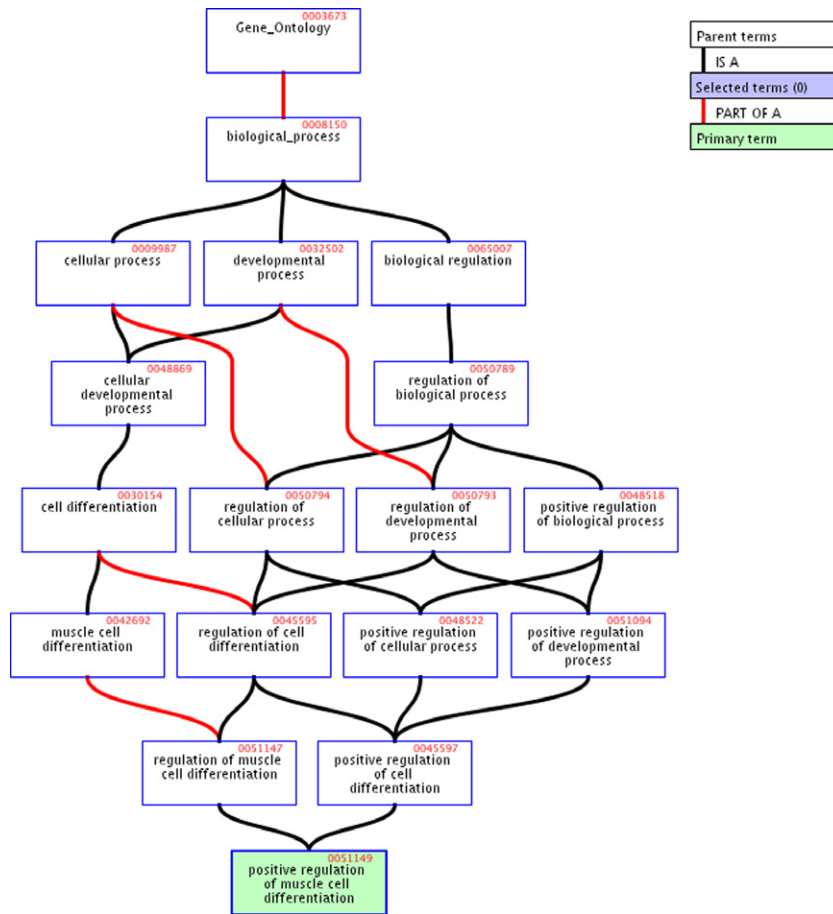 0003673
Gene_Ontology
Parent terms
IS A
Selected terms (0)
PART OF A
Primary term
0008150
biological_process
0009987
cellular process
0032502
developmental
process
0065007
biological regulation
0048869
cellular
developmental
process
0050789
regulation of
biological process
0030154
cell differentiation
0050794
regulation of
cellular process
0050793
regulation of
developmental
process
0048518
positive regulation
of biological process
0042692
muscle cell
differentiation
0045595
regulation of cell
differentiation
0048522
positive regulation
of cellular process
0051094
positive regulation
of developmental
process
0051147
regulation of muscle
cell differentiation
0045597
positive regulation
of cell
differentiation
0051149
positive regulation
of muscle cell
differentiation